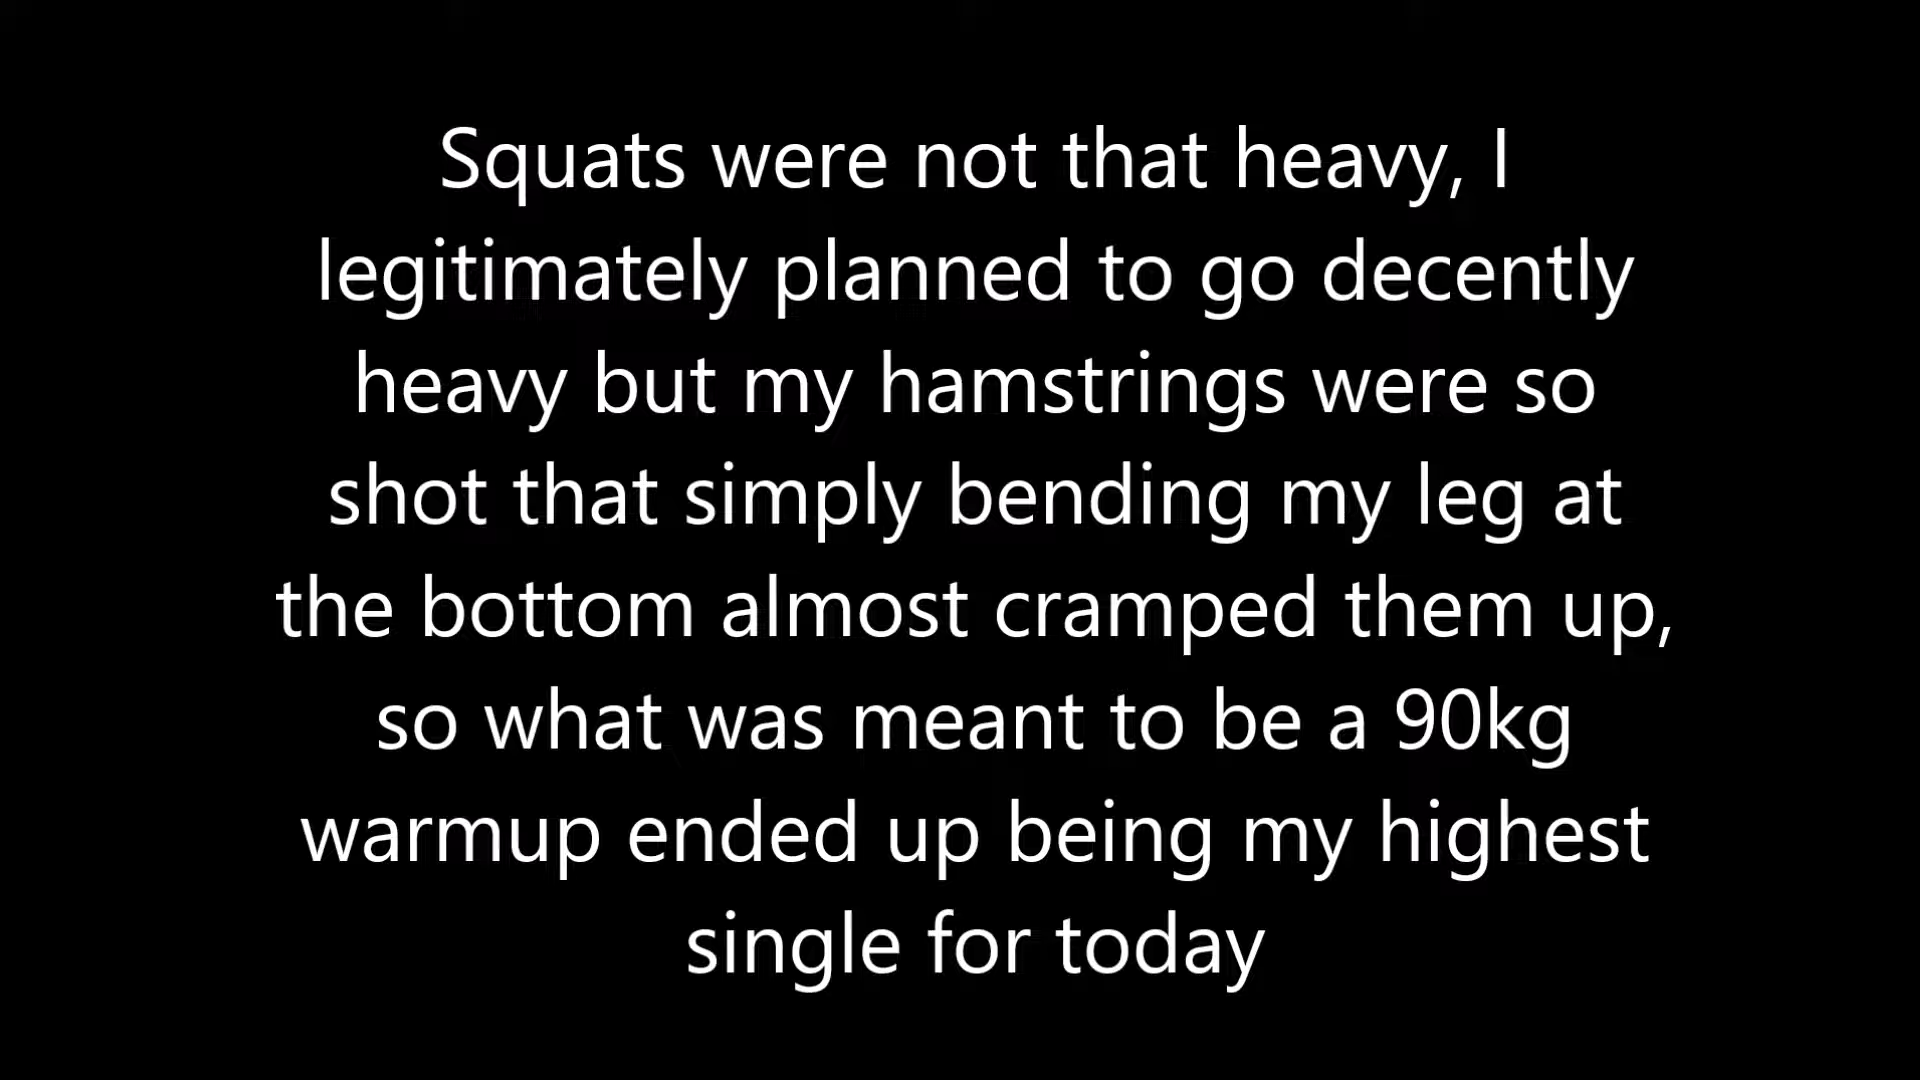 Squats were not that heavy, I
legitimately planned to go decently
heavy but my hamstrings were so
shot that simply bending my leg at
the bottom almost cramped them up,
so what was meant to be a 90kg
warmup ended up being my highest
single for today